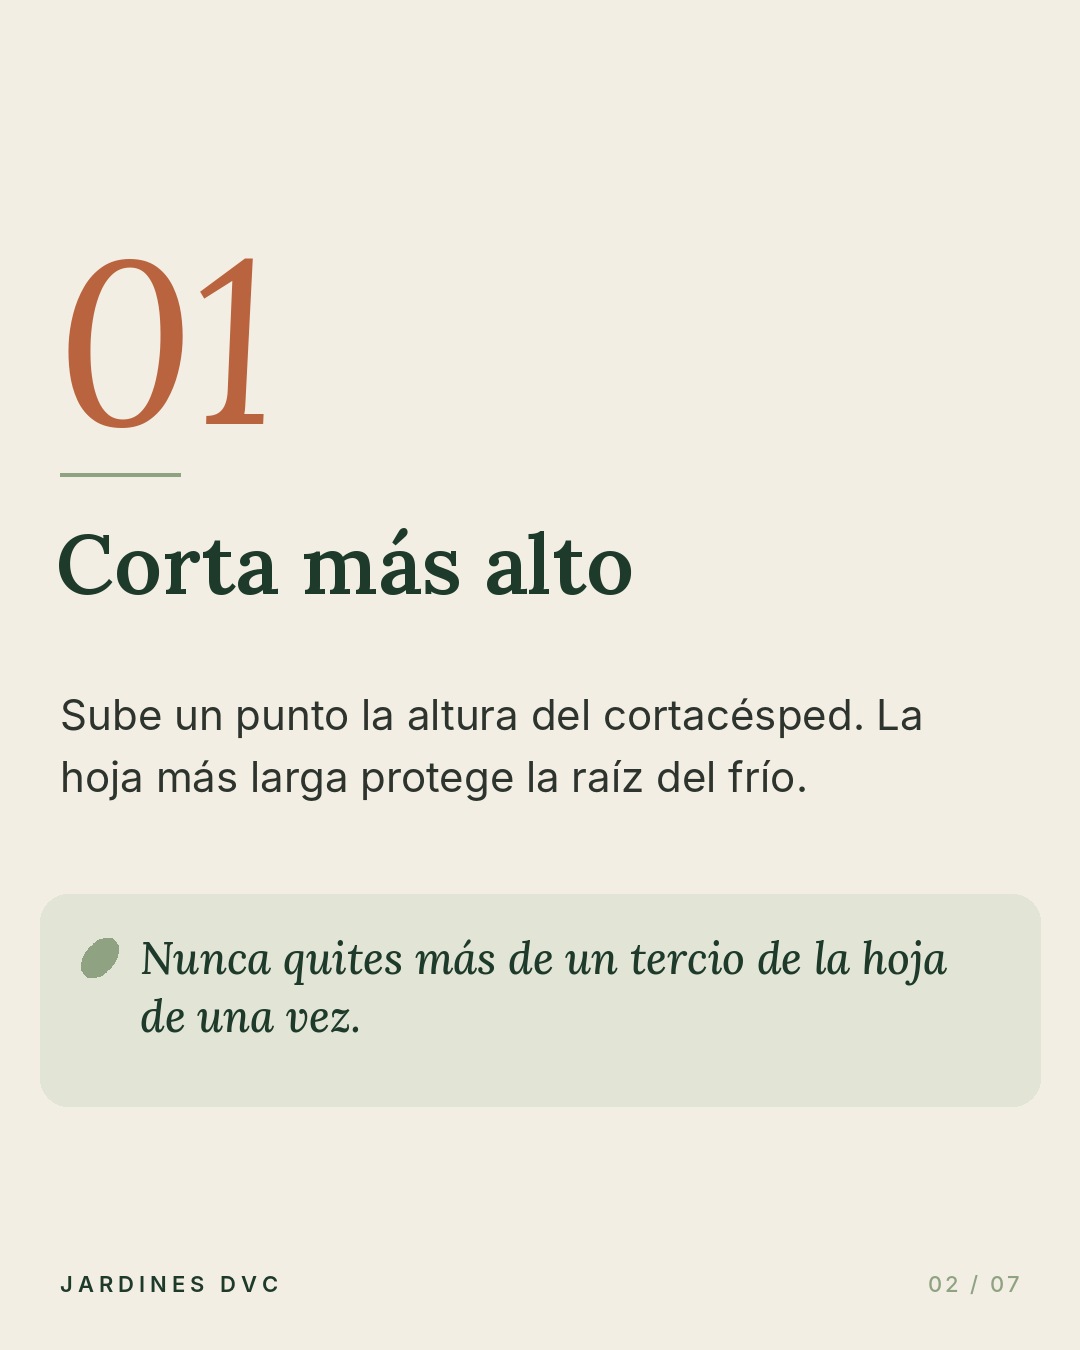 01
Corta más alto
Sube un punto la altura del cortacésped. La
hoja más larga protege la raíz del frío.
Nunca quites más de un tercio de la hoja
de una vez.
JARDINES DVC
02 / 07